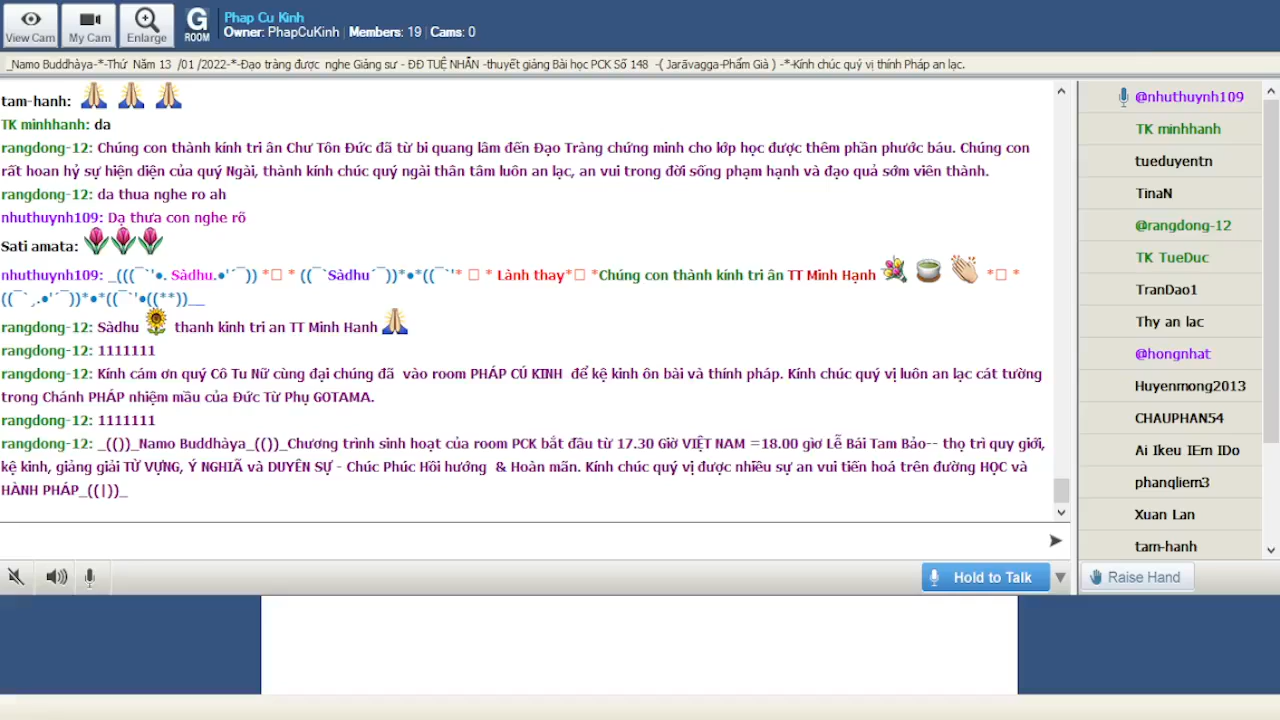 View Cam
My Cam
Enlarge
G
ROOM
Phap Cu Kinh
Owner: PhapCuKinh | Members: 19 | Cams: 0
_Namo Buddhàya-*-Thứ Năm 13 /01 /2022-*-Đạo tràng được nghe Giảng sư - ĐĐ TUỆ NHẪN -thuyết giảng Bài học PCK Số 148 -( Jarāvagga-Phẩm Già ) -*-Kính chúc quý vị thính Pháp an lạc.
tam-hanh: 🙏 🙏 🙏
TK minhhanh: da
rangdong-12: Chúng con thành kính tri ân Chư Tôn Đức đã từ bi quang lâm đến Đạo Tràng chứng minh cho lớp học được thêm phần phước báu. Chúng con
rất hoan hỷ sự hiện diện của quý Ngài, thành kính chúc quý ngài thân tâm luôn an lạc, an vui trong đời sống phạm hạnh và đạo quả sớm viên thành.
rangdong-12: da thua nghe ro ah
nhuthuynh109: Dạ thưa con nghe rõ
Sati amata: 🌷🌷🌷
nhuthuynh109: _(((¯`'•. Sàdhu.•'´¯)) *□ * ((¯`Sàdhu´¯))*•*((¯`'* □ * Lành thay*□ *Chúng con thành kính tri ân TT Minh Hạnh 💐 🍵 👏 *□ *
((¯`¸.•'´¯))*•*((¯`'•((**))__
rangdong-12: Sàdhu 🌻 thanh kinh tri an TT Minh Hanh 🙏
rangdong-12: 1111111
rangdong-12: Kính cám ơn quý Cô Tu Nữ cùng đại chúng đã vào room PHÁP CÚ KINH để kệ kinh ôn bài và thính pháp. Kính chúc quý vị luôn an lạc cát tường
trong Chánh PHÁP nhiệm mầu của Đức Từ Phụ GOTAMA.
rangdong-12: 1111111
rangdong-12: _(())_Namo Buddhàya_(())_Chương trình sinh hoạt của room PCK bắt đầu từ 17.30 Giờ VIỆT NAM =18.00 giơ Lễ Bái Tam Bảo-- thọ trì quy giới,
kệ kinh, giảng giải TỪ VỰNG, Ý NGHIÃ và DUYÊN SỰ - Chúc Phúc Hồi hướng & Hoàn mãn. Kính chúc quý vị được nhiều sự an vui tiến hoá trên đường HỌC và
HÀNH PHÁP_((|))_
@nhuthuynh109
TK minhhanh
tueduyentn
TinaN
@rangdong-12
TK TueDuc
TranDao1
Thy an lac
@hongnhat
Huyenmong2013
CHAUPHAN54
Ai Ikeu IEm IDo
phanqliem3
Xuan Lan
tam-hanh
Hold to Talk
Raise Hand